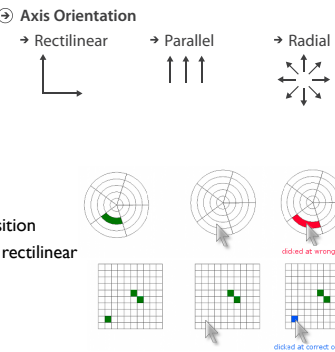 Axis Orientation
Rectilinear
Parallel
Radial
sition
rectilinear
clicked at wrong
clicked at correct o